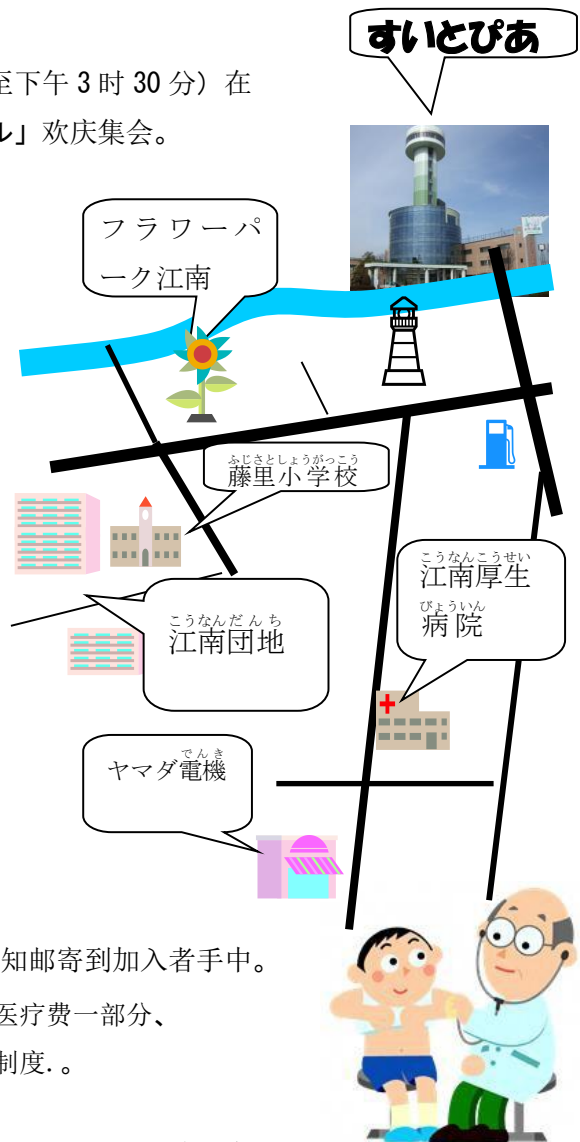 すいとぴあ
至下午 3 时 30 分）在
ル」欢庆集会。
フラワーパ
ーク江南
ふじさとしょうがっこう
藤里小学校
こうなんこうせい
江南厚生
びょういん
病院
こうなんだんち
江南団地
でんき
ヤマダ電機
知邮寄到加入者手中。
医疗费一部分、
制度.。